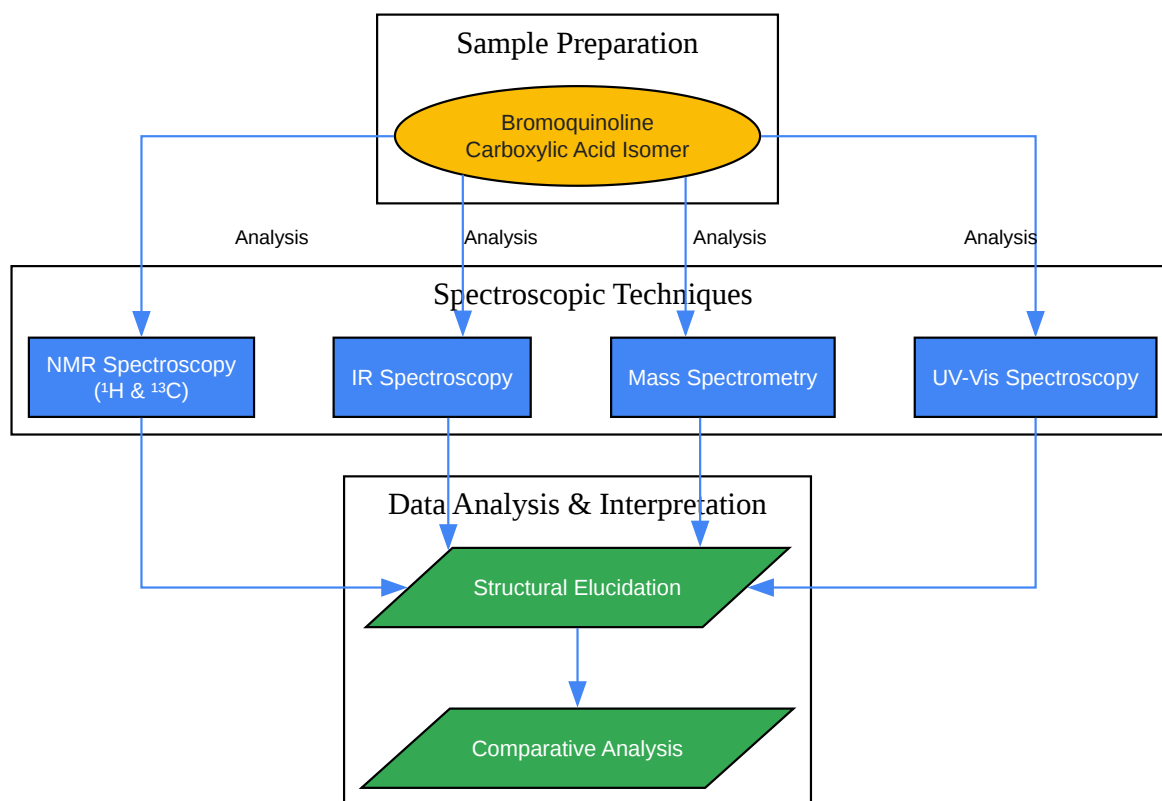 Sample Preparation
Bromoquinoline
Carboxylic Acid Isomer
Analysis
Analysis
Analysis
Analysis
Spectroscopic Techniques
NMR Spectroscopy
(¹H & ¹³C)
IR Spectroscopy
Mass Spectrometry
UV-Vis Spectroscopy
Data Analysis & Interpretation
Structural Elucidation
Comparative Analysis